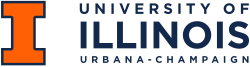 I
UNIVERSITY OF
ILLINOIS
URBANA-CHAMPAIGN